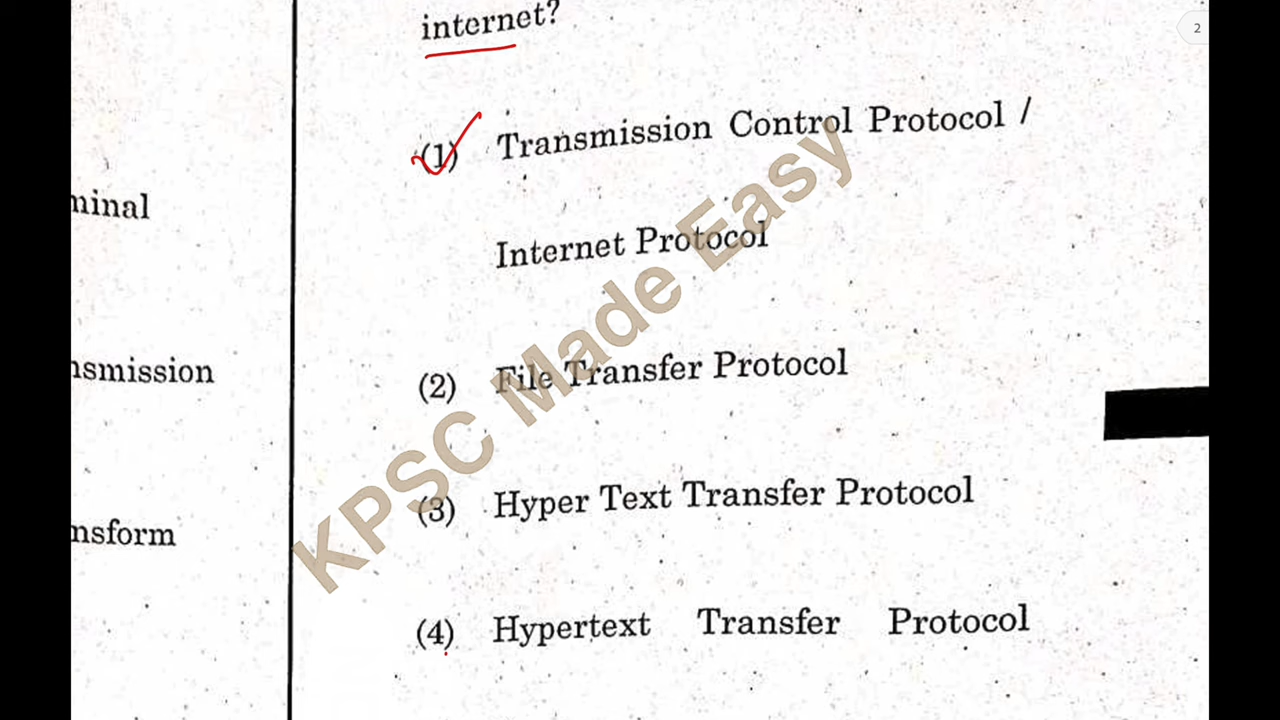 2
internet?
(1) Transmission Control Protocol /
Internet Protocol
(2) File Transfer Protocol
(3) Hyper Text Transfer Protocol
(4) Hypertext Transfer Protocol
minal
nsmission
nsform
KPSC Made Easy